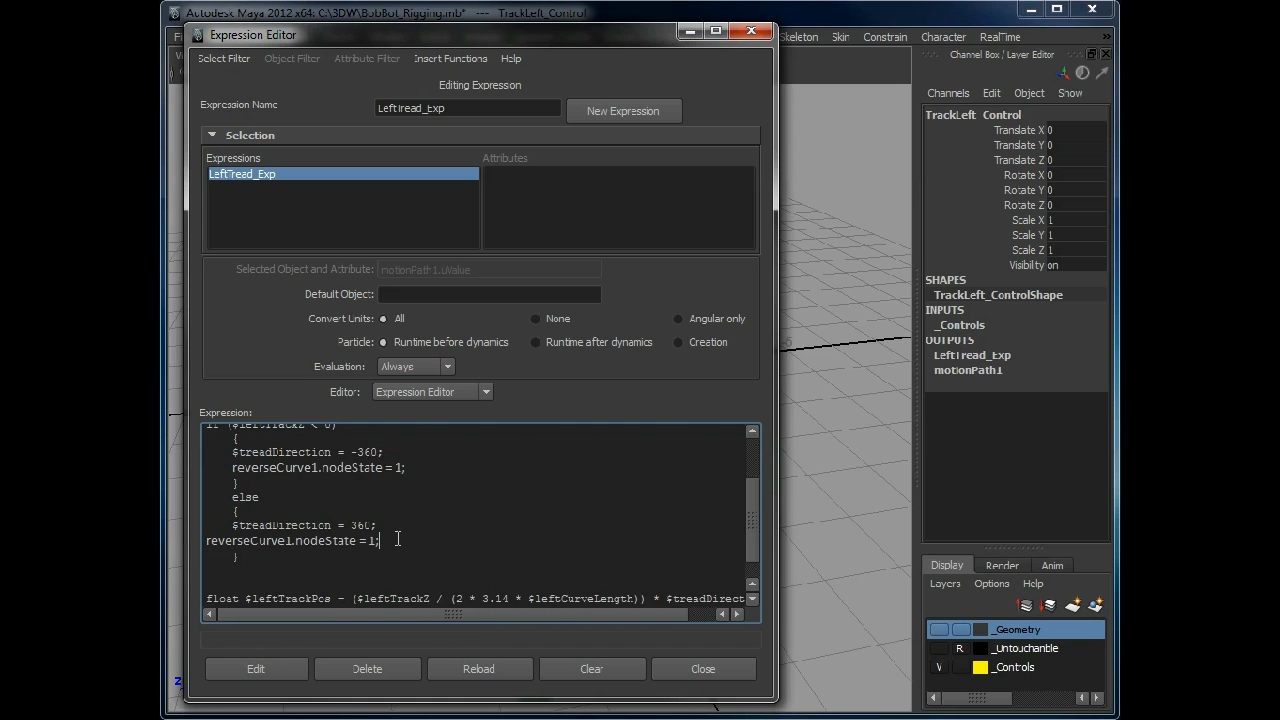 Autodesk Maya 2012 x64: C:\3DW\BobBot_Rigging.mb* --- TrackLeft_Control
Expression Editor
Skeleton Skin Constrain Character RealTime »
Select Filter Object Filter Attribute Filter Insert Functions Help
Channel Box / Layer Editor
Editing Expression
Expression Name LeftTread_Exp New Expression
Channels Edit Object Show
Selection
Expressions Attributes
LeftTread_Exp
TrackLeft_Control
Translate X 0
Translate Y 0
Translate Z 0
Rotate X 0
Rotate Y 0
Rotate Z 0
Scale X 1
Scale Y 1
Scale Z 1
Visibility on
SHAPES
TrackLeft_ControlShape
INPUTS
_Controls
OUTPUTS
LeftTread_Exp
motionPath1
Selected Object and Attribute: motionPath1.uValue
Default Object:
Convert Units: All None Angular only
Particle: Runtime before dynamics Runtime after dynamics Creation
Evaluation: Always
Editor: Expression Editor
Expression:
if ($leftTrackZ < 0)
{
$treadDirection = -360;
reverseCurve1.nodeState = 1;
}
else
{
$treadDirection = 360;
reverseCurve1.nodeState = 1;
}
float $leftTrackPos = ($leftTrackZ / (2 * 3.14 * $leftCurveLength)) * $treadDirect
Edit Delete Reload Clear Close
Display Render Anim
Layers Options Help
_Geometry
R _Untouchable
V _Controls